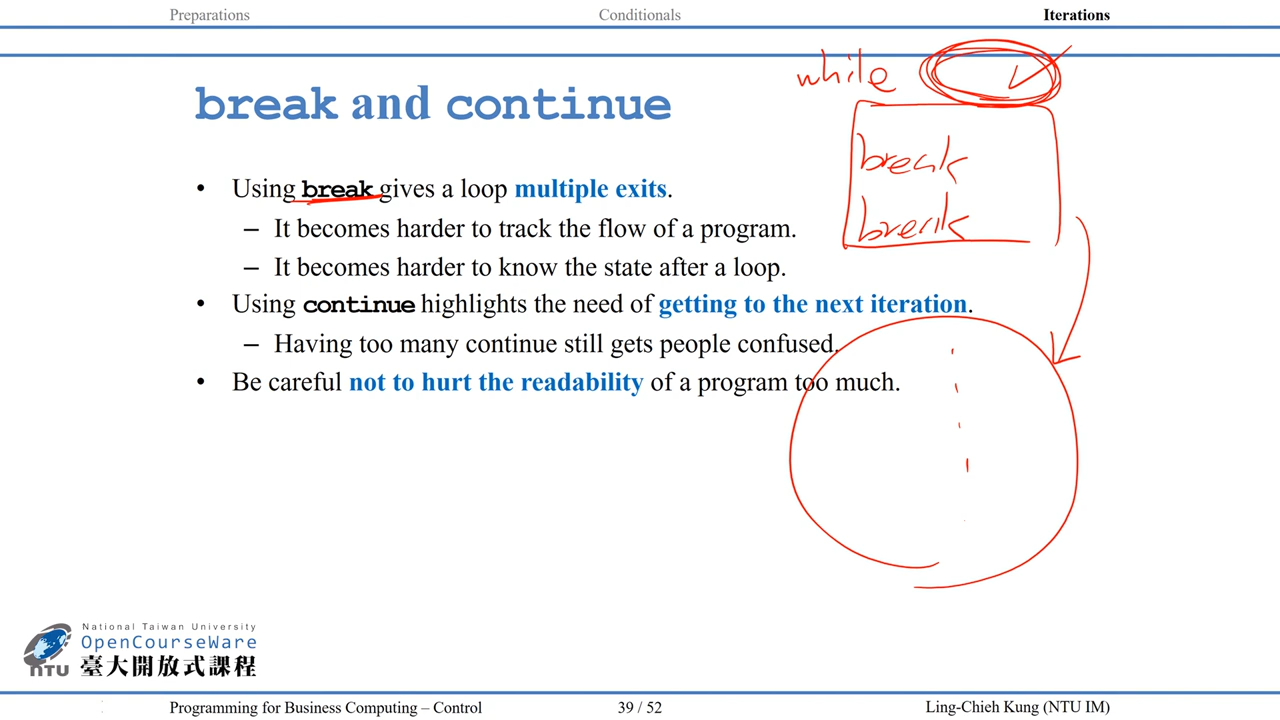 Preparations Conditionals Iterations
while
break and continue
break
break
• Using break gives a loop multiple exits.
– It becomes harder to track the flow of a program.
– It becomes harder to know the state after a loop.
• Using continue highlights the need of getting to the next iteration.
– Having too many continue still gets people confused.
• Be careful not to hurt the readability of a program too much.
National Taiwan University
OpenCourseWare
NTU 臺大開放式課程
Programming for Business Computing – Control 39 / 52 Ling-Chieh Kung (NTU IM)